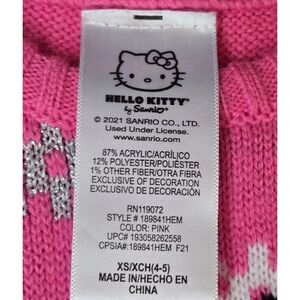 HELLO KITTY
by Sanrio
© 2021 SANRIO CO., LTD.
Used Under License.
www.sanrio.com
87% ACRYLIC/ACRÍLICO
12% POLYESTER/POLIÉSTER
1% OTHER FIBER/OTRA FIBRA
EXCLUSIVE OF DECORATION
EXCLUSIVO DE DECORACIÓN
RN119072
STYLE # 189841HEM
COLOR: PINK
UPC# 193058262558
CPSIA#: 189841HEM F21
XS/XCH(4-5)
MADE IN/HECHO EN
CHINA